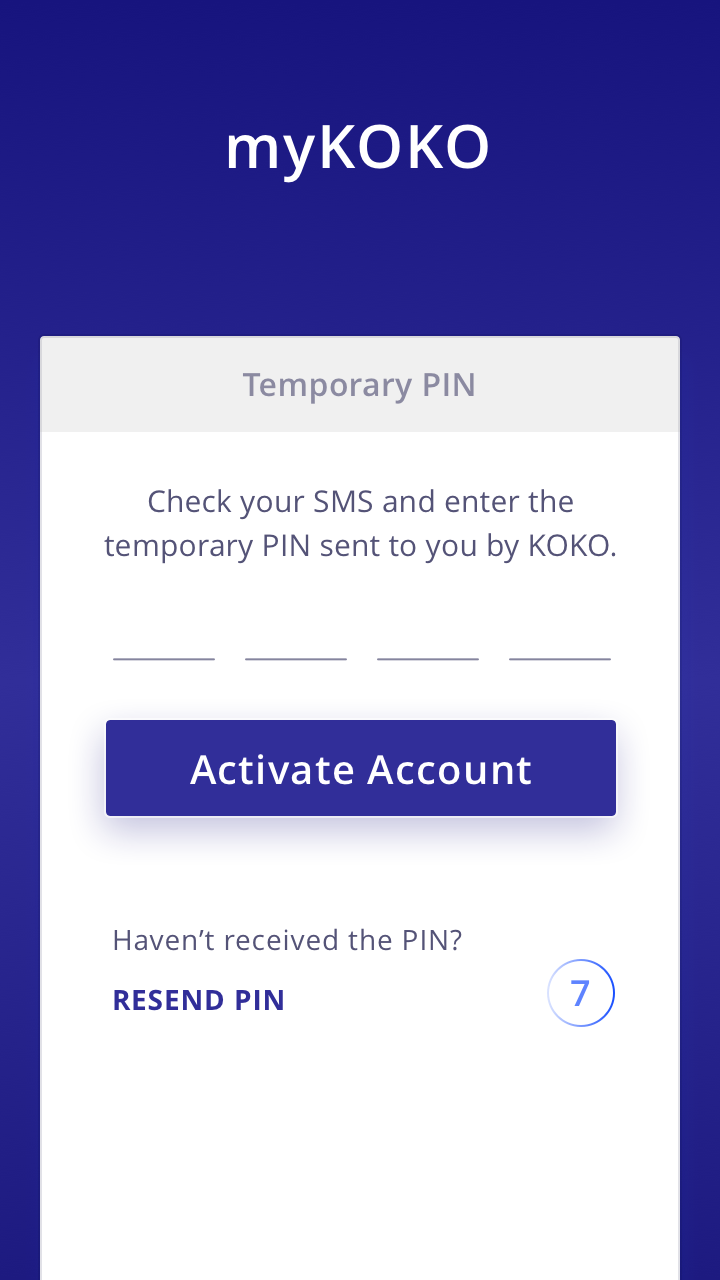 myKOKO
Temporary PIN
Check your SMS and enter the
temporary PIN sent to you by KOKO.
Activate Account
Haven’t received the PIN?
RESEND PIN
7